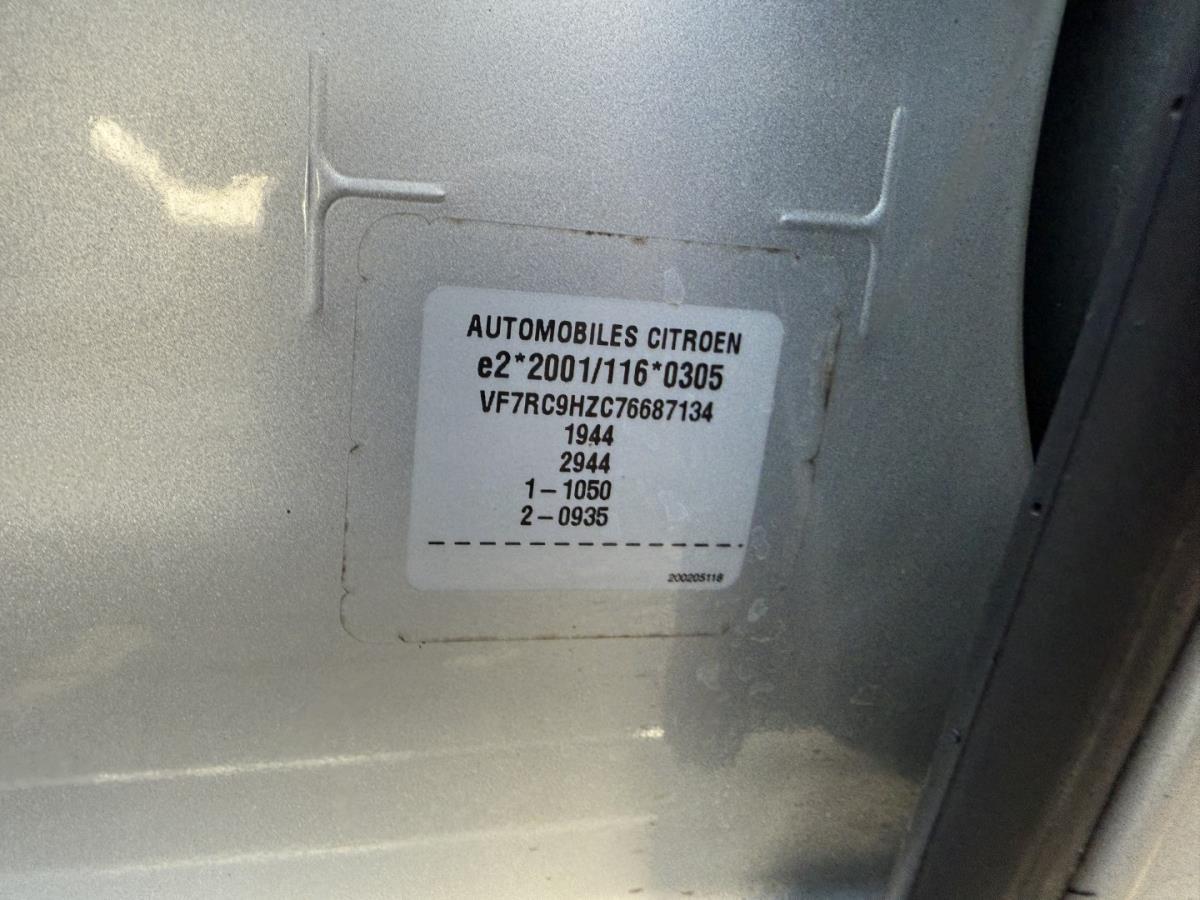 AUTOMOBILES CITROEN
e2*2001/116*0305
VF7RC9HZC76687134
1944
2944
1-1050
2-0935
200205118